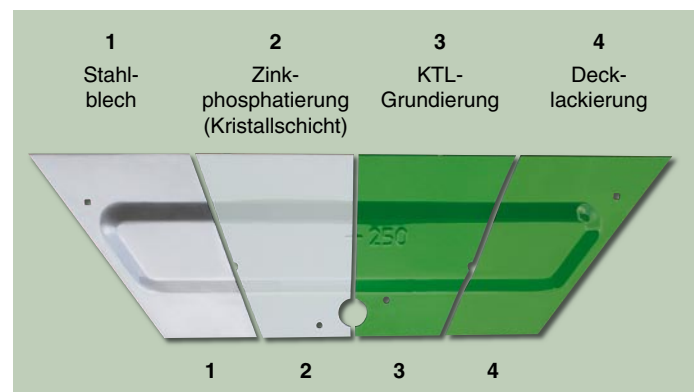 1 2 3 4
Stahl- Zink- KTL- Deck-
blech phosphatierung Grundierung lackierung
(Kristallschicht)
250
1 2 3 4